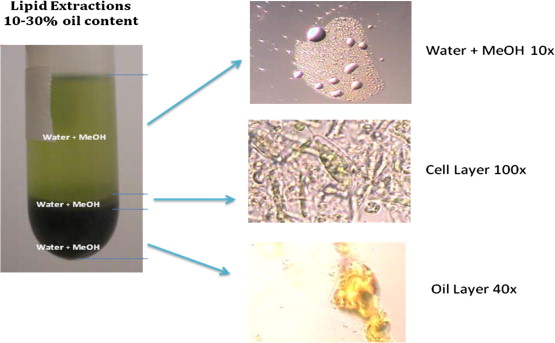 Lipid Extractions
10-30% oil content
Water + MeOH
Water + MeOH
Water + MeOH
Water + MeOH 10x
Cell Layer 100x
Oil Layer 40x